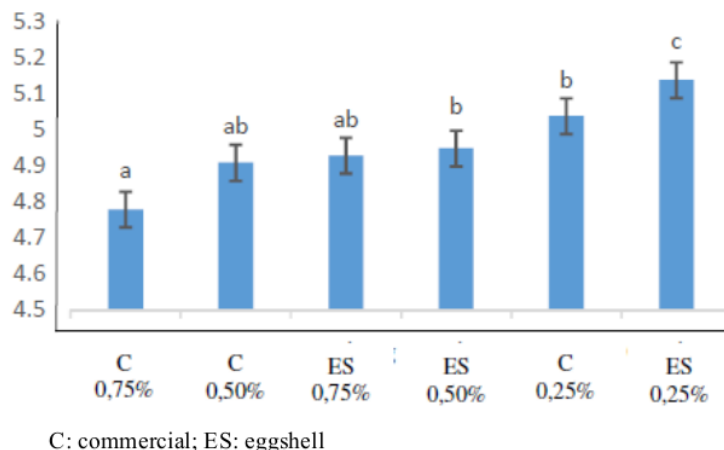 5.3
5.2
5.1
5
4.9
4.8
4.7
4.6
4.5
a
ab
ab
b
b
c
C C ES ES C ES
0,75% 0,50% 0,75% 0,50% 0,25% 0,25%
C: commercial; ES: eggshell